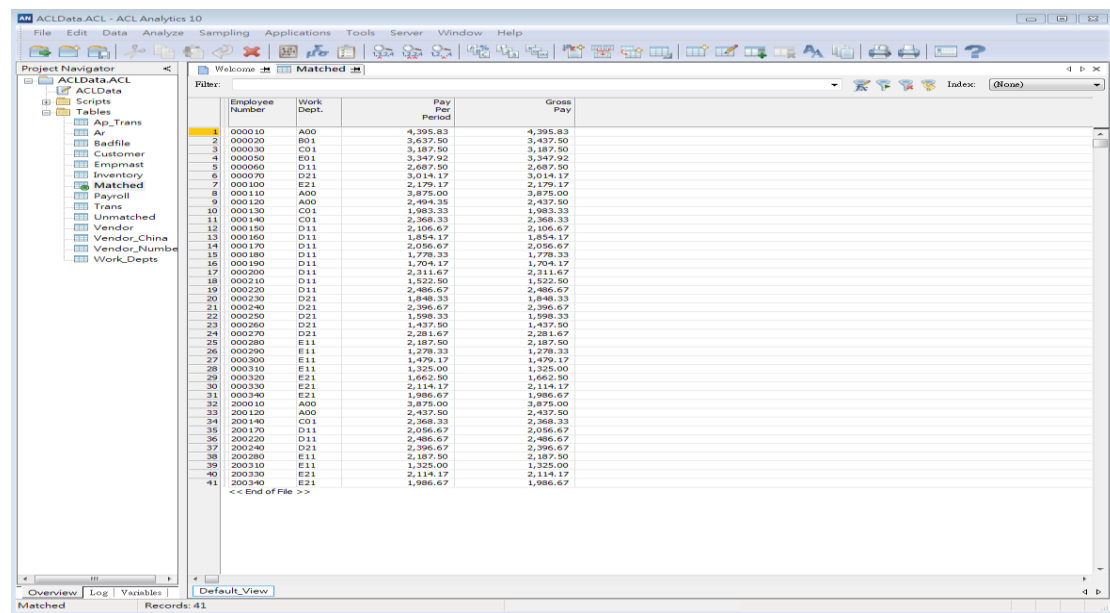 ACLData.ACL - ACL Analytics 10
File Edit Data Analyze Sampling Applications Tools Server Window Help
Project Navigator
Welcome Matched
ACLData.ACL
ACLData
Scripts
Tables
Ap_Trans
Ar
Badfile
Customer
Empmast
Inventory
Matched
Payroll
Trans
Unmatched
Vendor
Vendor_China
Vendor_Numbe
Work_Depts
Filter: Index: (None)
Employee Number Work Dept. Pay Per Period Gross Pay
1 000010 A00 4,395.83 4,395.83
2 000020 B01 3,637.50 3,437.50
3 000030 C01 3,187.50 3,187.50
4 000050 E01 3,347.92 3,347.92
5 000060 D11 2,687.50 2,687.50
6 000070 D21 3,014.17 3,014.17
7 000100 E21 2,179.17 2,179.17
8 000110 A00 3,875.00 3,875.00
9 000120 A00 2,494.35 2,437.50
10 000130 C01 1,983.33 1,983.33
11 000140 C01 2,368.33 2,368.33
12 000150 D11 2,106.67 2,106.67
13 000160 D11 1,854.17 1,854.17
14 000170 D11 2,056.67 2,056.67
15 000180 D11 1,778.33 1,778.33
16 000190 D11 1,704.17 1,704.17
17 000200 D11 2,311.67 2,311.67
18 000210 D11 1,522.50 1,522.50
19 000220 D11 2,486.67 2,486.67
20 000230 D21 1,848.33 1,848.33
21 000240 D21 2,396.67 2,396.67
22 000250 D21 1,598.33 1,598.33
23 000260 D21 1,437.50 1,437.50
24 000270 D21 2,281.67 2,281.67
25 000280 E11 2,187.50 2,187.50
26 000290 E11 1,278.33 1,278.33
27 000300 E11 1,479.17 1,479.17
28 000310 E11 1,325.00 1,325.00
29 000320 E21 1,662.50 1,662.50
30 000330 E21 2,114.17 2,114.17
31 000340 E21 1,986.67 1,986.67
32 200010 A00 3,875.00 3,875.00
33 200120 A00 2,437.50 2,437.50
34 200140 C01 2,368.33 2,368.33
35 200170 D11 2,056.67 2,056.67
36 200220 D11 2,486.67 2,486.67
37 200240 D21 2,396.67 2,396.67
38 200280 E11 2,187.50 2,187.50
39 200310 E11 1,325.00 1,325.00
40 200330 E21 2,114.17 2,114.17
41 200340 E21 1,986.67 1,986.67
<< End of File >>
Overview Log Variables Default_View
Matched Records: 41